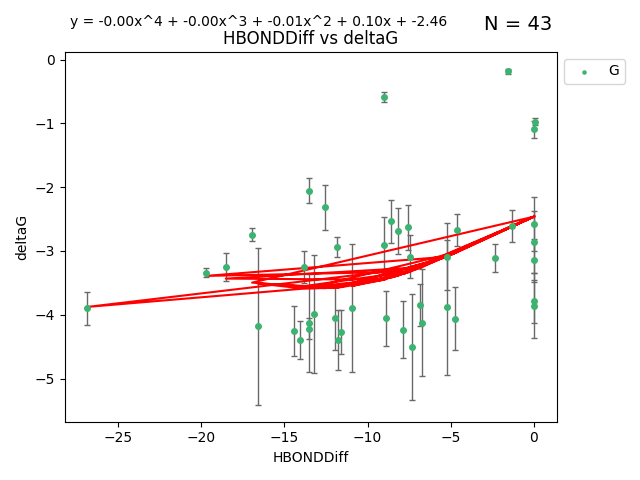 y = -0.00x^4 + -0.00x^3 + -0.01x^2 + 0.10x + -2.46
N = 43
HBONDDiff vs deltaG
G
0
−1
−2
−3
−4
−5
deltaG
−25
−20
−15
−10
−5
0
HBONDDiff